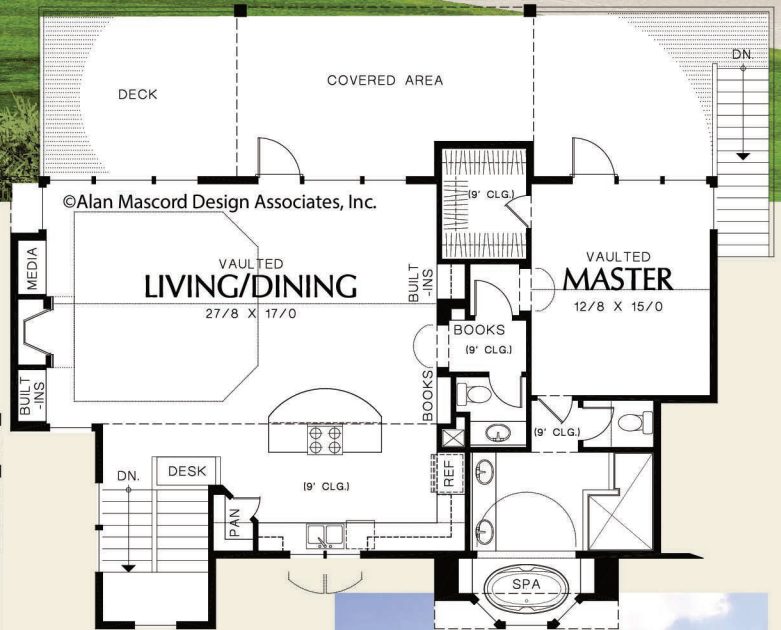 DN.
DECK
COVERED AREA
(9' CLG.)
©Alan Mascord Design Associates, Inc.
MEDIA
VAULTED
LIVING/DINING
27/8 X 17/0
BUILT
-INS
VAULTED
MASTER
12/8 X 15/0
BOOKS
(9' CLG.)
BUILT
-INS
BOOKS
(9' CLG.)
DN.
DESK
(9' CLG.)
REF
PAN
SPA